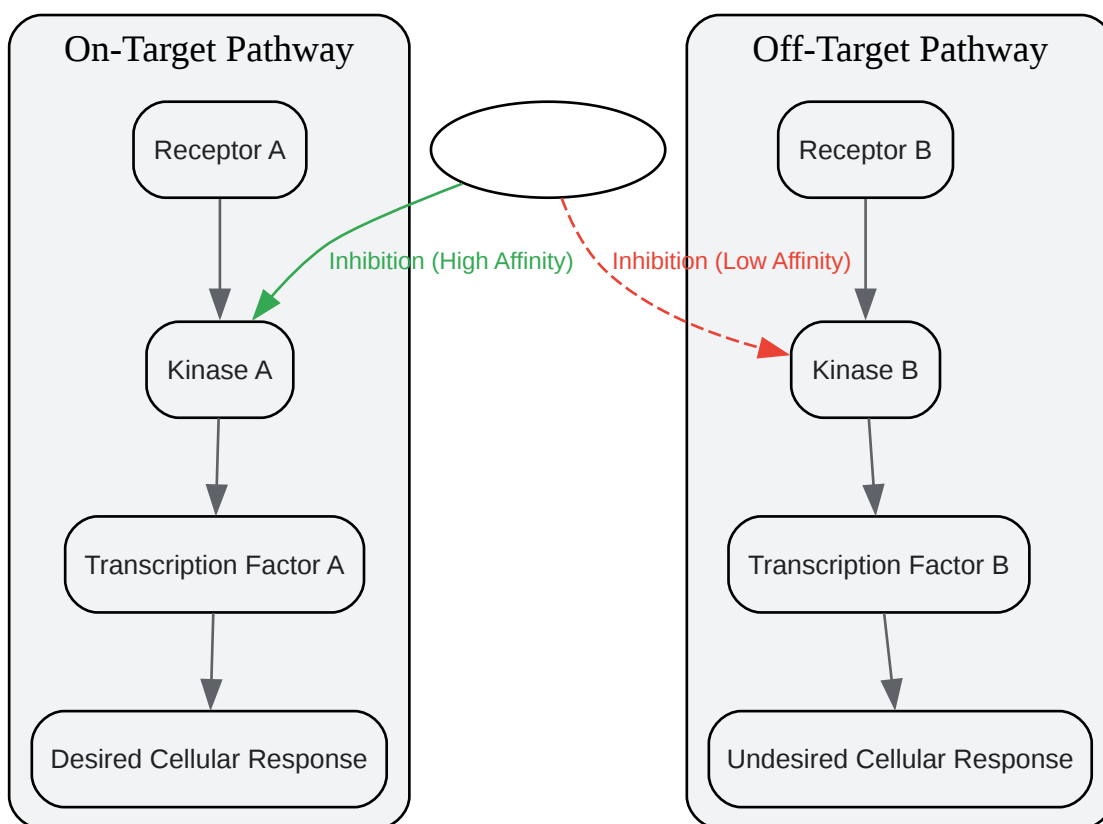 On-Target Pathway
Off-Target Pathway
Receptor A
Receptor B
Inhibition (High Affinity)
Inhibition (Low Affinity)
Kinase A
Kinase B
Transcription Factor A
Transcription Factor B
Desired Cellular Response
Undesired Cellular Response